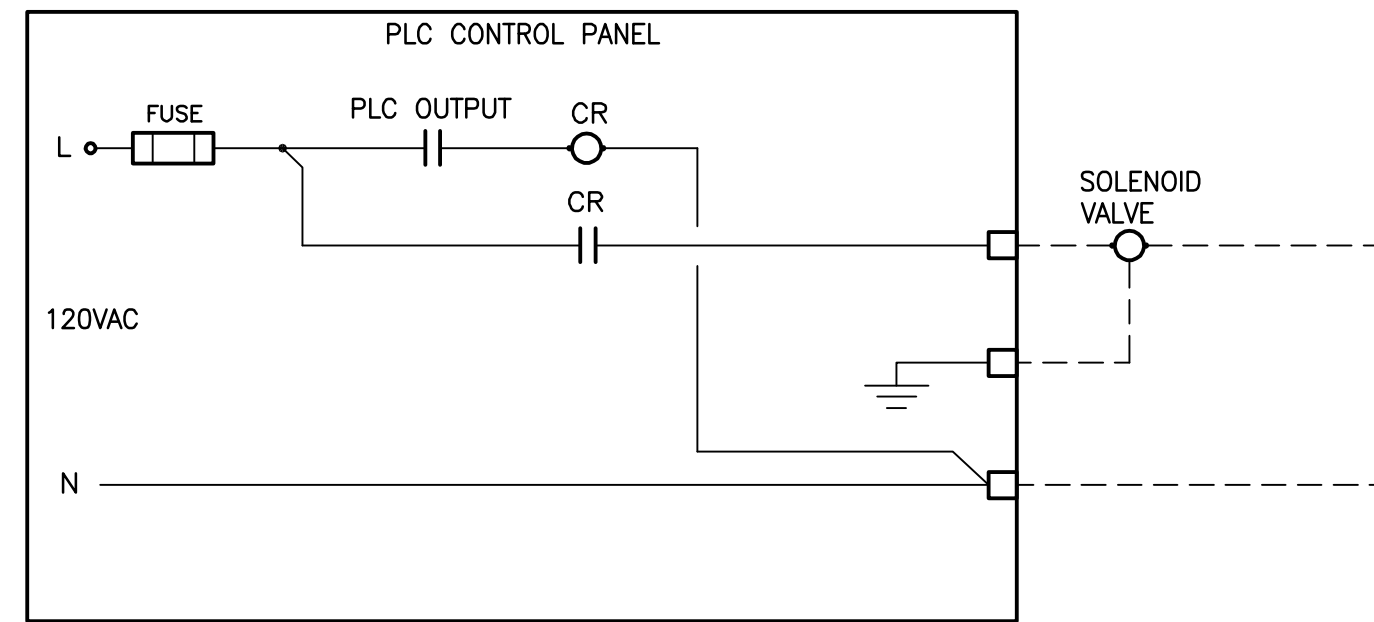 PLC CONTROL PANEL
FUSE
PLC OUTPUT
CR
L
CR
SOLENOID
VALVE
120VAC
N